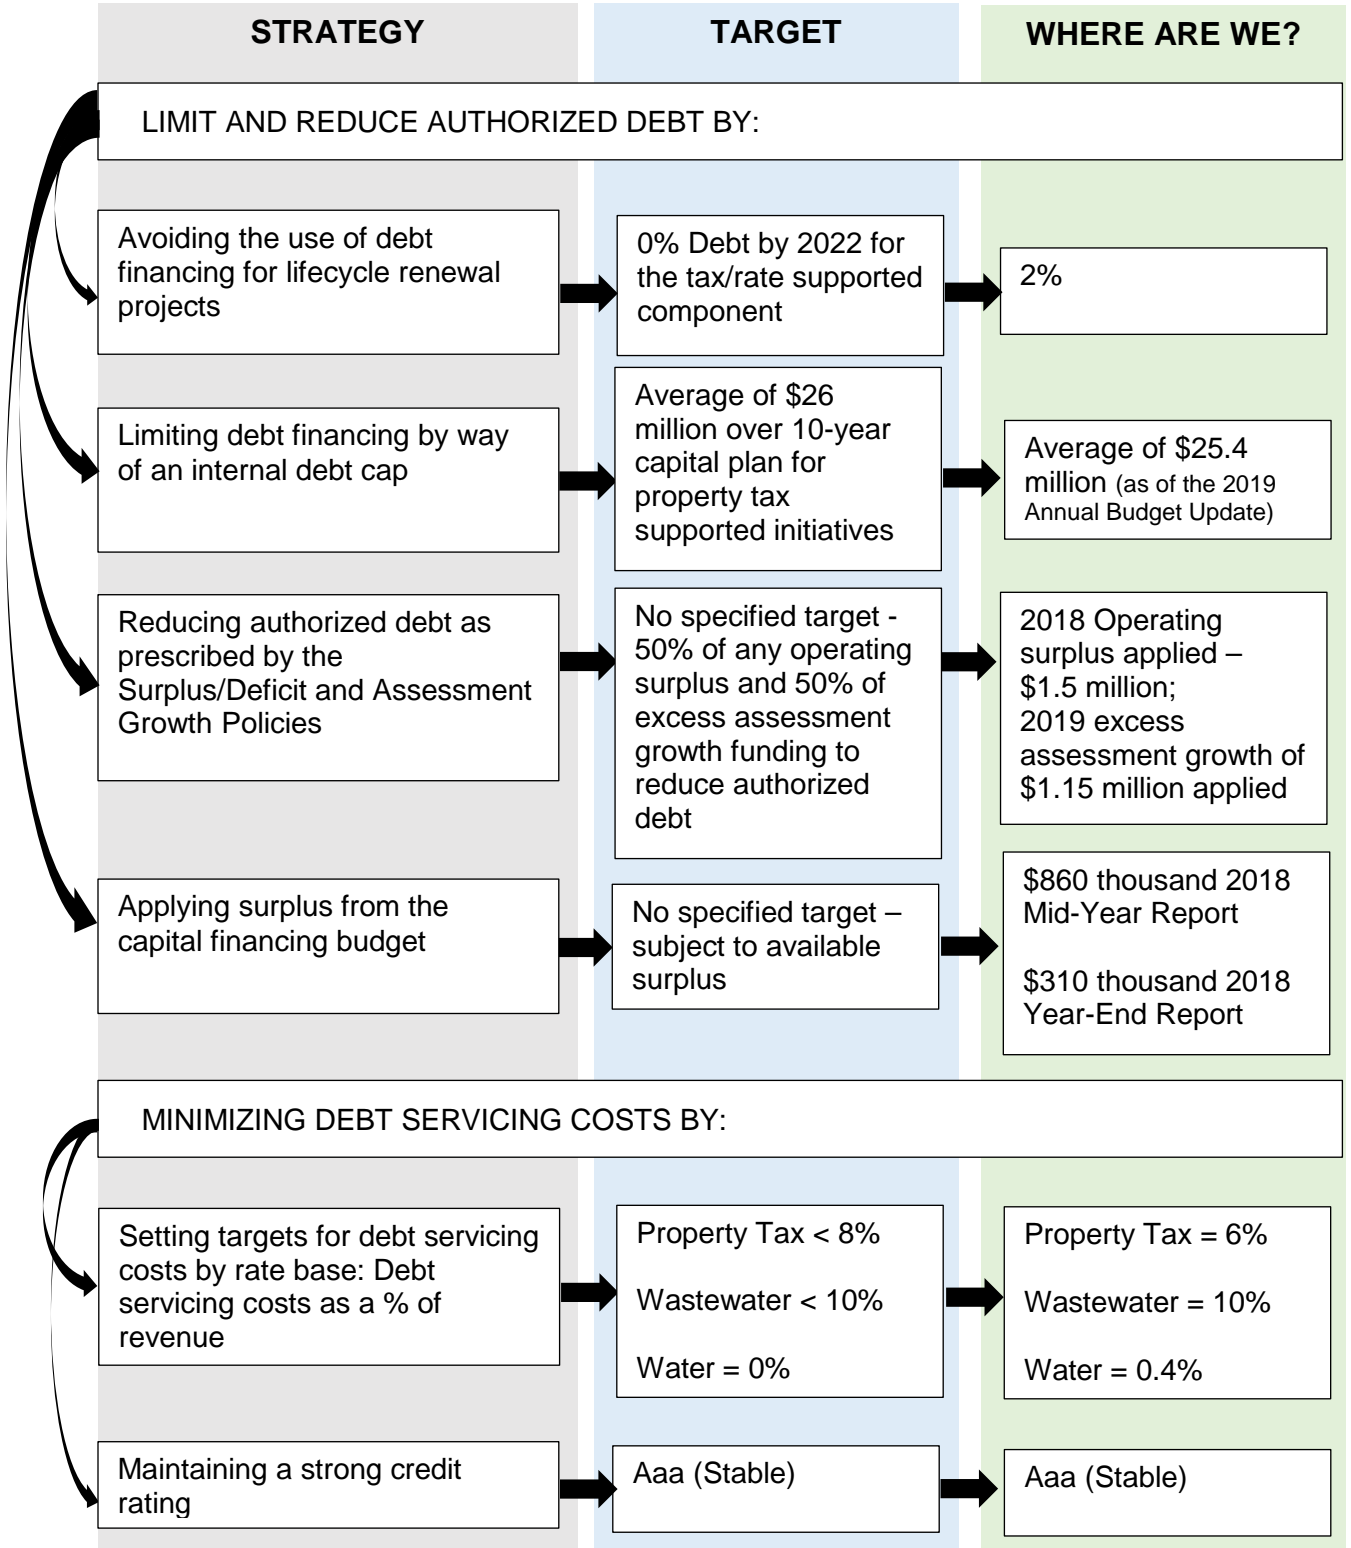 STRATEGY
TARGET
WHERE ARE WE?
LIMIT AND REDUCE AUTHORIZED DEBT BY:
Avoiding the use of debt
financing for lifecycle renewal
projects
0% Debt by 2022 for
the tax/rate supported
component
2%
Limiting debt financing by way
of an internal debt cap
Average of $26
million over 10-year
capital plan for
property tax
supported initiatives
Average of $25.4
million (as of the 2019
Annual Budget Update)
Reducing authorized debt as
prescribed by the
Surplus/Deficit and Assessment
Growth Policies
No specified target -
50% of any operating
surplus and 50% of
excess assessment
growth funding to
reduce authorized
debt
2018 Operating
surplus applied –
$1.5 million;
2019 excess
assessment growth of
$1.15 million applied
Applying surplus from the
capital financing budget
No specified target –
subject to available
surplus
$860 thousand 2018
Mid-Year Report
$310 thousand 2018
Year-End Report
MINIMIZING DEBT SERVICING COSTS BY:
Setting targets for debt servicing
costs by rate base: Debt
servicing costs as a % of
revenue
Property Tax < 8%
Wastewater < 10%
Water = 0%
Property Tax = 6%
Wastewater = 10%
Water = 0.4%
Maintaining a strong credit
rating
Aaa (Stable)
Aaa (Stable)